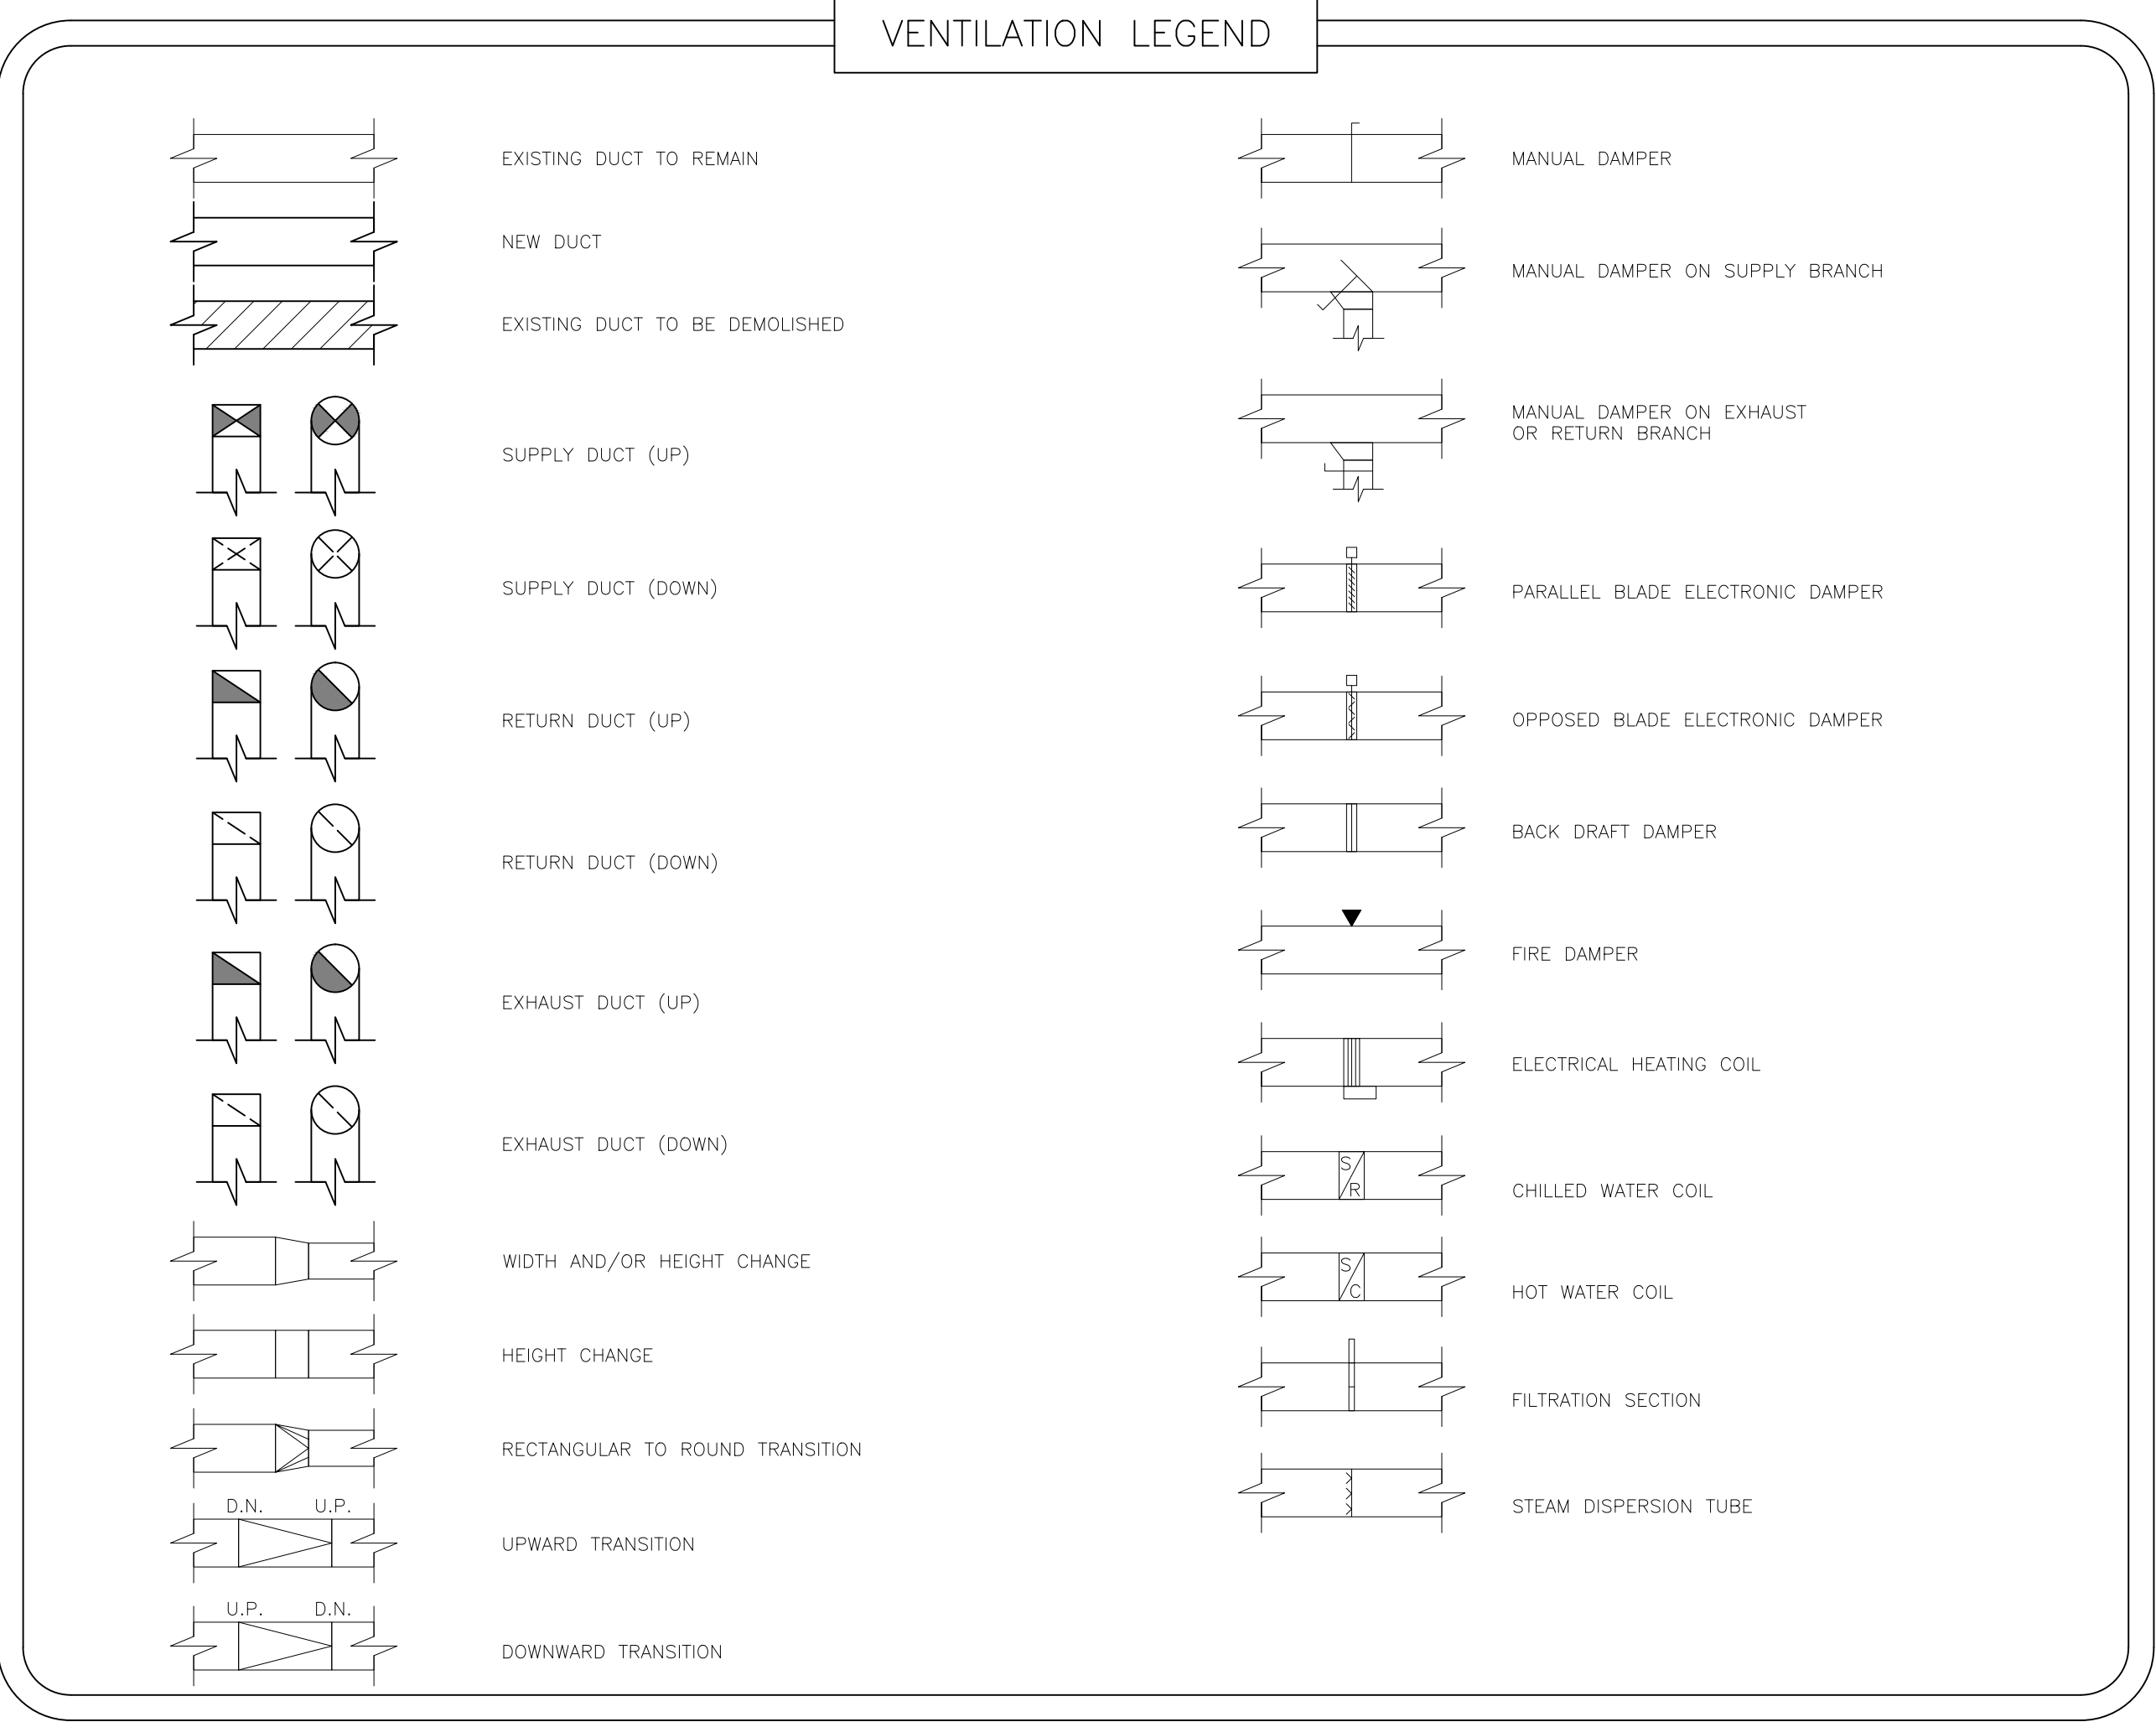 VENTILATION LEGEND
EXISTING DUCT TO REMAIN
NEW DUCT
EXISTING DUCT TO BE DEMOLISHED
SUPPLY DUCT (UP)
SUPPLY DUCT (DOWN)
RETURN DUCT (UP)
RETURN DUCT (DOWN)
EXHAUST DUCT (UP)
EXHAUST DUCT (DOWN)
WIDTH AND/OR HEIGHT CHANGE
HEIGHT CHANGE
RECTANGULAR TO ROUND TRANSITION
D.N. U.P.
UPWARD TRANSITION
U.P. D.N.
DOWNWARD TRANSITION
MANUAL DAMPER
MANUAL DAMPER ON SUPPLY BRANCH
MANUAL DAMPER ON EXHAUST
OR RETURN BRANCH
PARALLEL BLADE ELECTRONIC DAMPER
OPPOSED BLADE ELECTRONIC DAMPER
BACK DRAFT DAMPER
FIRE DAMPER
ELECTRICAL HEATING COIL
S
R
CHILLED WATER COIL
S
C
HOT WATER COIL
FILTRATION SECTION
STEAM DISPERSION TUBE